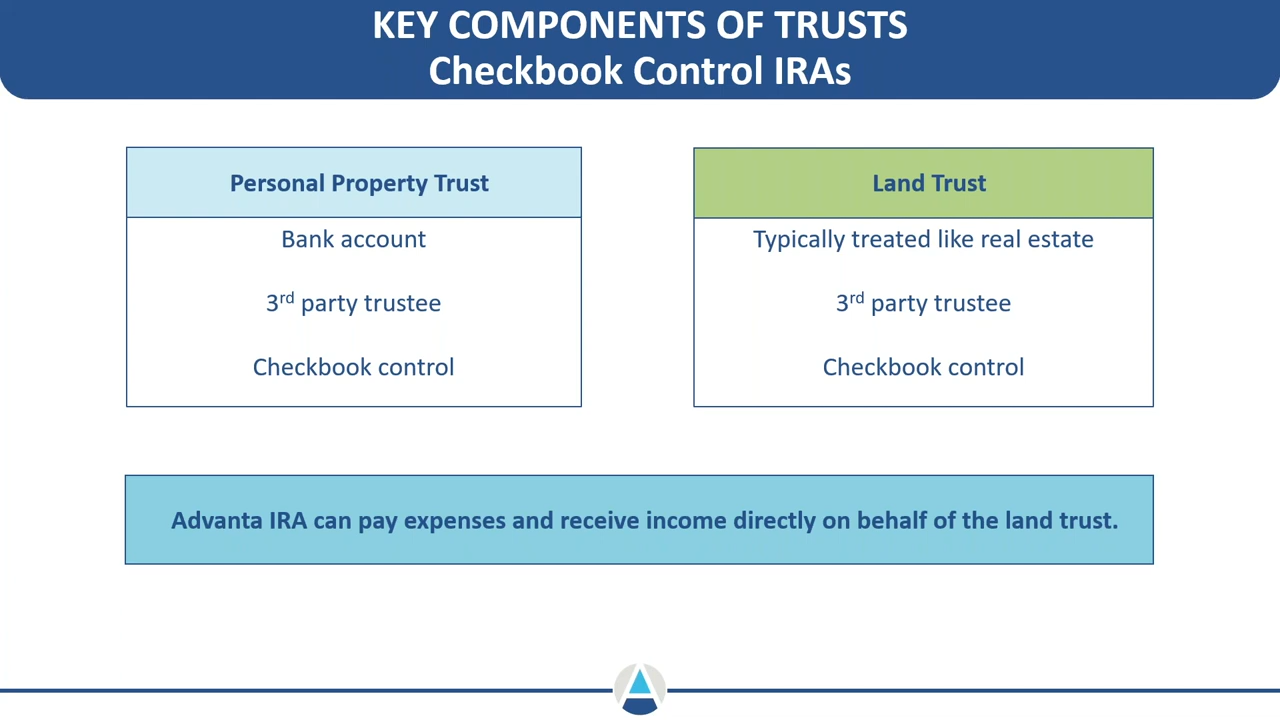 KEY COMPONENTS OF TRUSTS
Checkbook Control IRAs
Personal Property Trust
Bank account
3rd party trustee
Checkbook control
Land Trust
Typically treated like real estate
3rd party trustee
Checkbook control
Advanta IRA can pay expenses and receive income directly on behalf of the land trust.